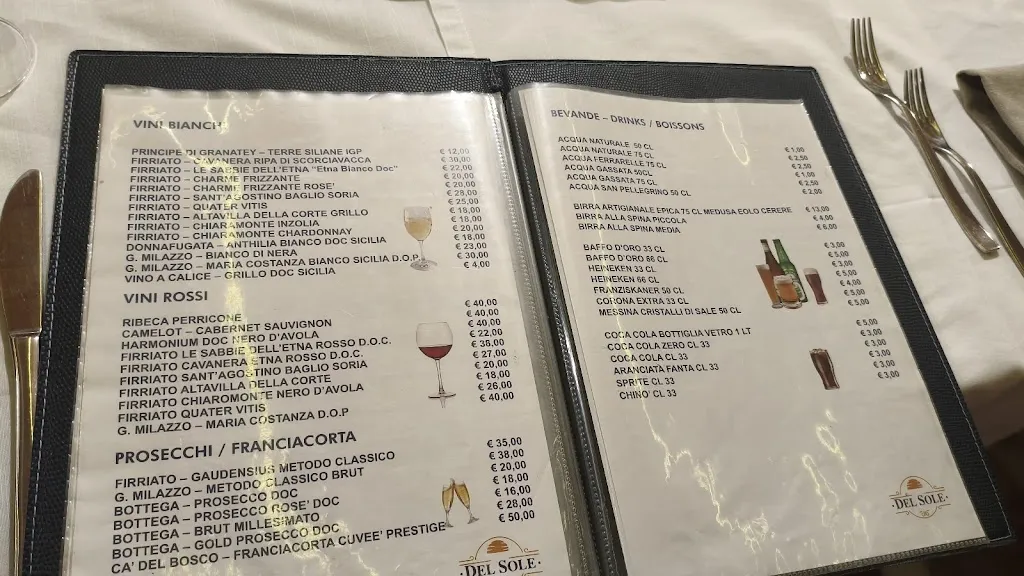 VINI BIANCHI
PRINCIPE DI GRANATEY – TERRE SILIANE IGP € 12,00
FIRRIATO – CAVANERA RIPA DI SCORCIAVACCA € 30,00
FIRRIATO – LE SABBIE DELL'ETNA "Etna Bianco Doc" € 22,00
FIRRIATO – CHARME FRIZZANTE € 20,00
FIRRIATO – CHARME FRIZZANTE ROSE' € 20,00
FIRRIATO – SANT'AGOSTINO BAGLIO SORIA € 28,00
FIRRIATO – QUATER VITIS € 25,00
FIRRIATO – ALTAVILLA DELLA CORTE GRILLO € 18,00
FIRRIATO – CHIARAMONTE INZOLIA € 18,00
FIRRIATO – CHIARAMONTE CHARDONNAY € 20,00
DONNAFUGATA – ANTHILIA BIANCO DOC SICILIA € 18,00
G. MILAZZO – BIANCO DI NERA € 23,00
G. MILAZZO – MARIA COSTANZA BIANCO SICILIA D.O.P € 30,00
VINO A CALICE – GRILLO DOC SICILIA € 4,00
VINI ROSSI
RIBECA PERRICONE € 40,00
CAMELOT – CABERNET SAUVIGNON € 40,00
HARMONIUM DOC NERO D'AVOLA € 40,00
FIRRIATO LE SABBIE DELL'ETNA ROSSO D.O.C. € 22,00
FIRRIATO CAVANERA ETNA ROSSO D.O.C. € 38,00
FIRRIATO SANT'AGOSTINO BAGLIO SORIA € 27,00
FIRRIATO ALTAVILLA DELLA CORTE € 20,00
FIRRIATO CHIAROMONTE NERO D'AVOLA € 18,00
FIRRIATO QUATER VITIS € 26,00
G. MILAZZO – MARIA COSTANZA D.O.P € 40,00
PROSECCHI / FRANCIACORTA
FIRRIATO – GAUDENSIUS METODO CLASSICO € 35,00
G. MILAZZO – METODO CLASSICO BRUT € 38,00
BOTTEGA – PROSECCO DOC € 20,00
BOTTEGA – PROSECCO ROSE' DOC € 18,00
BOTTEGA – BRUT MILLESIMATO € 16,00
BOTTEGA – GOLD PROSECCO DOC € 28,00
CA' DEL BOSCO – FRANCIACORTA CUVEE' PRESTIGE € 50,00
DEL SOLE
BEVANDE – DRINKS / BOISSONS
ACQUA NATURALE 50 CL € 1,00
ACQUA NATURALE 75 CL € 2,50
ACQUA FERRARELLE 75 CL € 2,50
ACQUA GASSATA 50CL € 1,00
ACQUA GASSATA 75 CL € 2,50
ACQUA SAN PELLEGRINO 50 CL € 2,00
BIRRA ARTIGIANALE EPICA 75 CL MEDUSA EOLO CERERE € 13,00
BIRRA ALLA SPINA PICCOLA € 4,00
BIRRA ALLA SPINA MEDIA € 6,00
BAFFO D'ORO 33 CL € 3,00
BAFFO D'ORO 66 CL € 5,00
HEINEKEN 33 CL € 3,00
HEINEKEN 66 CL € 5,00
FRANZISKANER 50 CL € 4,00
CORONA EXTRA 33 CL € 5,00
MESSINA CRISTALLI DI SALE 50 CL € 5,00
COCA COLA BOTTIGLIA VETRO 1 LT € 5,00
COCA COLA ZERO CL 33 € 3,00
COCA COLA CL 33 € 3,00
ARANCIATA FANTA CL 33 € 3,00
SPRITE CL 33 € 3,00
CHINO' CL 33 € 3,00
DEL SOLE